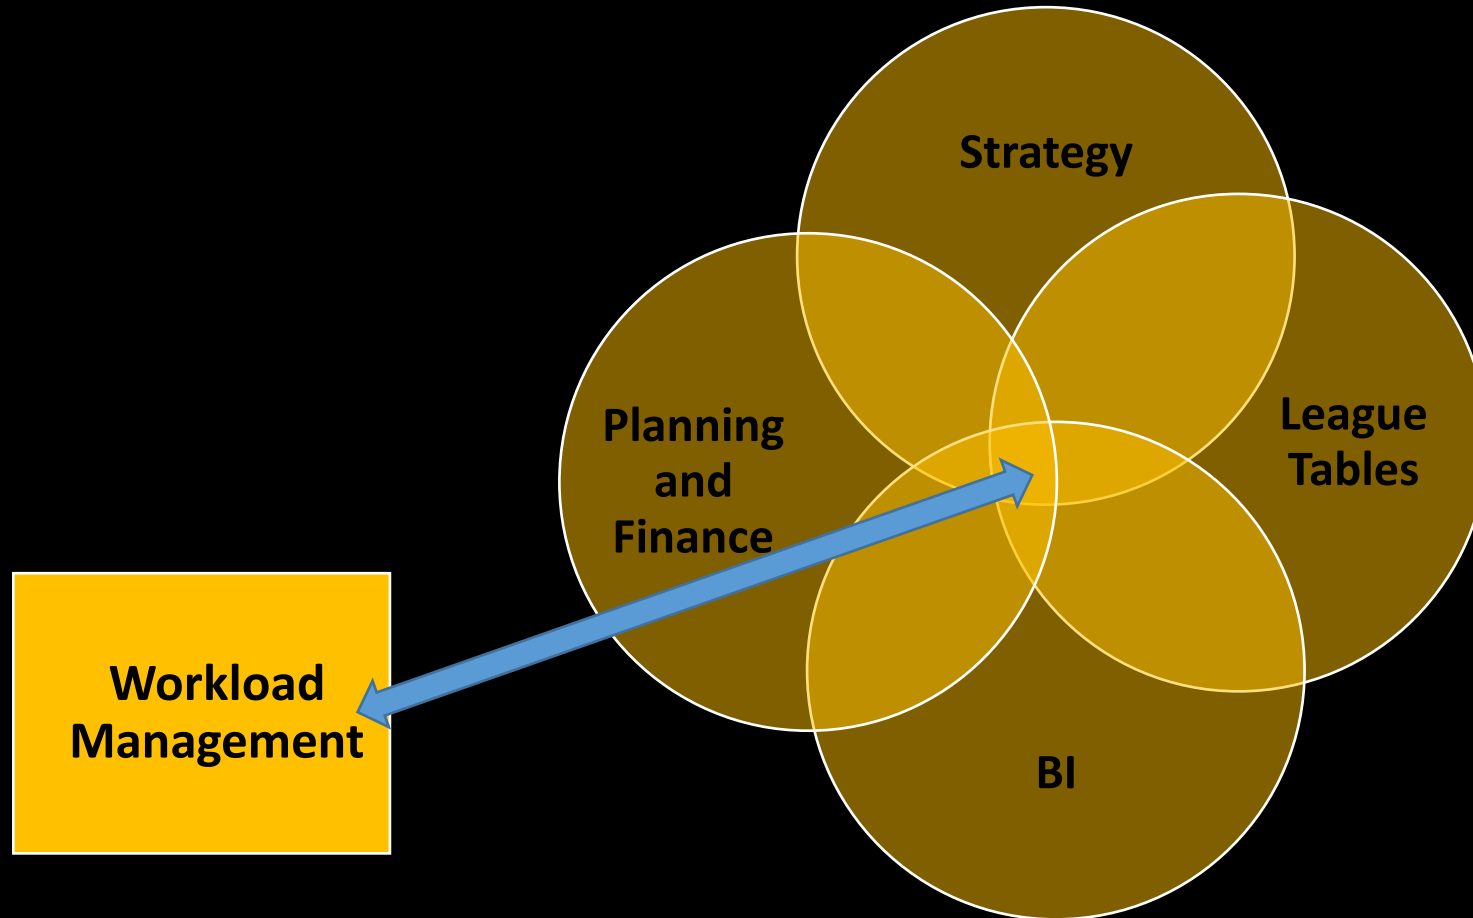 Strategy
Planning
and
Finance
League
Tables
Workload
Management
BI